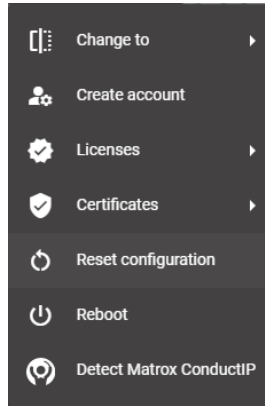 Change to
Create account
Licenses
Certificates
Reset configuration
Reboot
Detect Matrox ConductIP